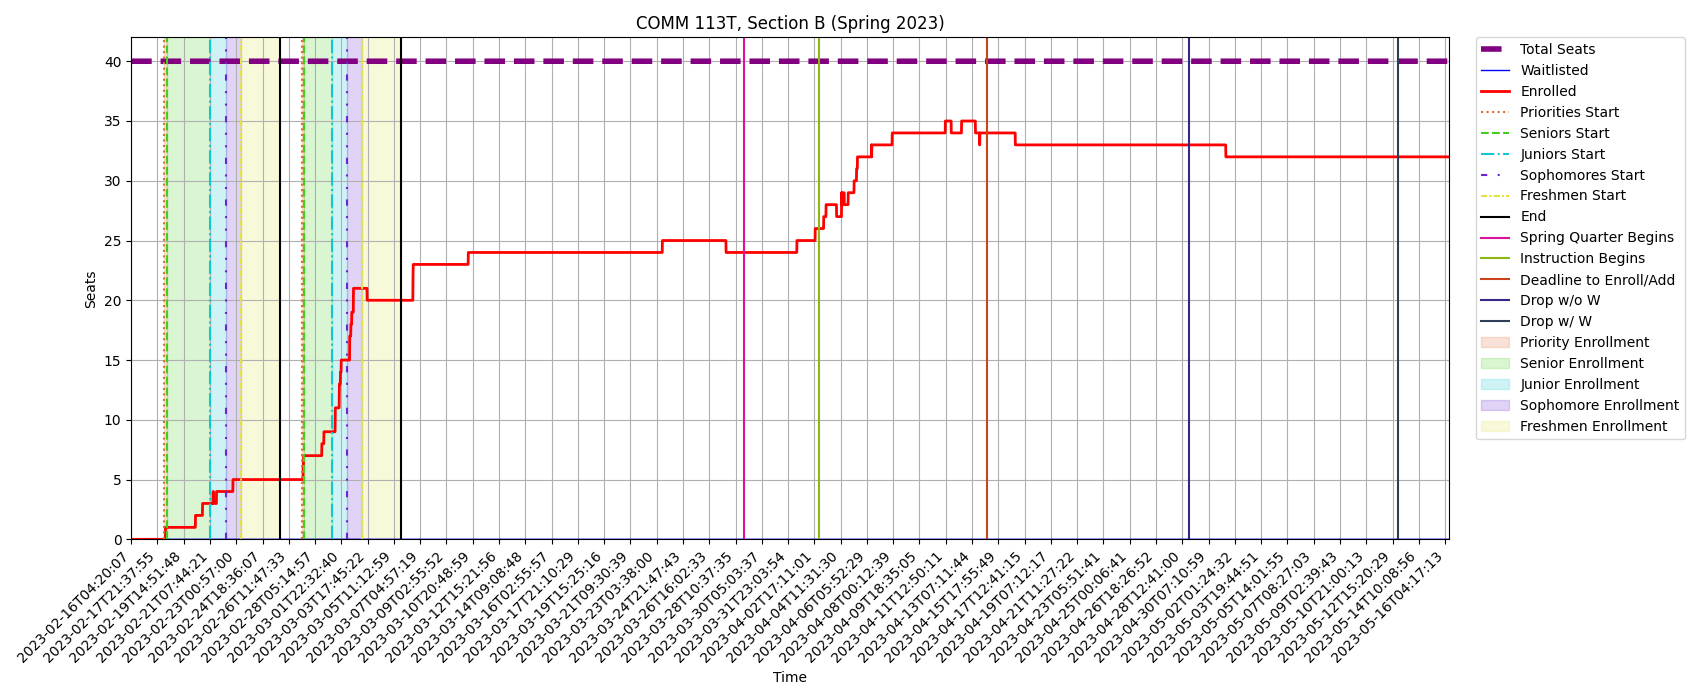 COMM 113T, Section B (Spring 2023)
Seats
40
35
30
25
20
15
10
5
0
2023-02-16T04:20:07
2023-02-17T21:37:55
2023-02-19T14:51:48
2023-02-21T07:44:21
2023-02-23T00:57:00
2023-02-24T18:36:07
2023-02-26T11:47:33
2023-02-28T05:14:57
2023-03-01T22:32:40
2023-03-03T17:45:22
2023-03-05T11:12:59
2023-03-07T04:57:19
2023-03-09T02:55:52
2023-03-10T20:48:59
2023-03-12T15:21:56
2023-03-14T09:08:48
2023-03-16T02:55:57
2023-03-17T21:10:29
2023-03-19T15:25:16
2023-03-21T09:30:39
2023-03-23T03:38:00
2023-03-24T21:47:43
2023-03-26T16:02:33
2023-03-28T10:37:35
2023-03-30T05:03:37
2023-03-31T23:03:54
2023-04-02T17:11:01
2023-04-04T11:31:30
2023-04-06T05:52:29
2023-04-08T00:12:39
2023-04-09T18:35:05
2023-04-11T12:50:11
2023-04-13T07:11:44
2023-04-15T17:55:49
2023-04-17T12:41:15
2023-04-19T07:12:17
2023-04-21T11:27:22
2023-04-23T05:51:41
2023-04-25T00:06:41
2023-04-26T18:26:52
2023-04-28T12:41:00
2023-04-30T07:10:59
2023-05-02T01:24:32
2023-05-03T19:44:51
2023-05-05T14:01:55
2023-05-07T08:27:03
2023-05-09T02:39:43
2023-05-10T21:00:13
2023-05-12T15:20:29
2023-05-14T10:08:56
2023-05-16T04:17:13
Time
Total Seats
Waitlisted
Enrolled
Priorities Start
Seniors Start
Juniors Start
Sophomores Start
Freshmen Start
End
Spring Quarter Begins
Instruction Begins
Deadline to Enroll/Add
Drop w/o W
Drop w/ W
Priority Enrollment
Senior Enrollment
Junior Enrollment
Sophomore Enrollment
Freshmen Enrollment